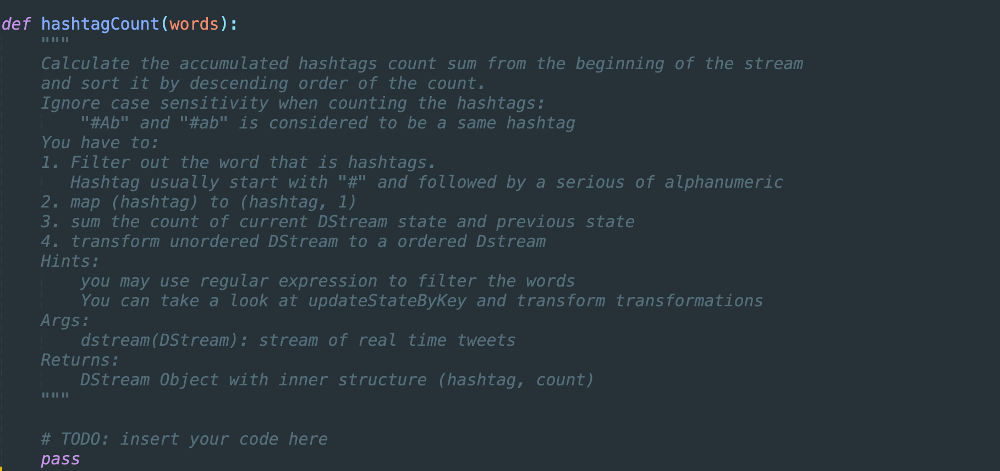 def hashtagCount(words):
    """
    Calculate the accumulated hashtags count sum from the beginning of the stream
    and sort it by descending order of the count.
    Ignore case sensitivity when counting the hashtags:
        "#Ab" and "#ab" is considered to be a same hashtag
    You have to:
    1. Filter out the word that is hashtags.
       Hashtag usually start with "#" and followed by a serious of alphanumeric
    2. map (hashtag) to (hashtag, 1)
    3. sum the count of current DStream state and previous state
    4. transform unordered DStream to a ordered Dstream
    Hints:
        you may use regular expression to filter the words
        You can take a look at updateStateByKey and transform transformations
    Args:
        dstream(DStream): stream of real time tweets
    Returns:
        DStream Object with inner structure (hashtag, count)
    """
    # TODO: insert your code here
    pass